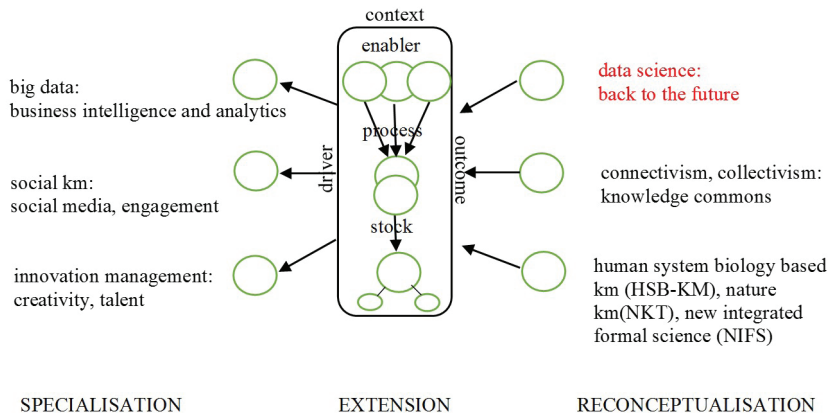 context
enabler
process
driver
outcome
stock
big data:
business intelligence and analytics
social km:
social media, engagement
innovation management:
creativity, talent
data science:
back to the future
connectivism, collectivism:
knowledge commons
human system biology based
km (HSB-KM), nature
km(NKT), new integrated
formal science (NIFS)
SPECIALISATION
EXTENSION
RECONCEPTUALISATION